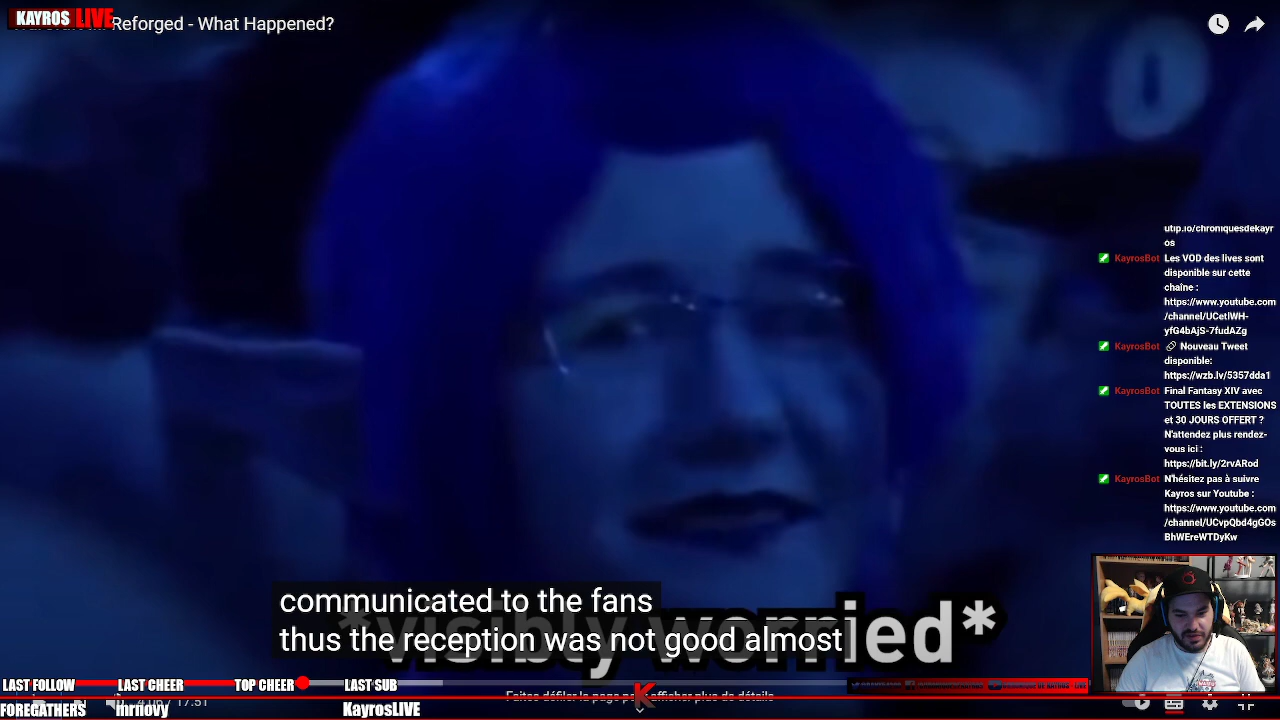 KAYROS LIVE
Reforged - What Happened?
utip.io/chroniquesdekayr
os
KayrosBot Les VOD des lives sont
disponible sur cette
chaîne :
https://www.youtube.com
/channel/UCetIWH-
yfG4bAjS-7fudAZg
KayrosBot Nouveau Tweet
disponible:
https://wzb.lv/5357dda1
KayrosBot Final Fantasy XIV avec
TOUTES les EXTENSIONS
et 30 JOURS OFFERT ?
N'attendez plus rendez-
vous ici :
https://bit.ly/2rvARod
KayrosBot N'hésitez pas à suivre
Kayros sur Youtube :
https://www.youtube.com
/channel/UCvpQbd4gGOs
BhWEreWTDyKw
communicated to the fans
thus the reception was not good almost
*visibly worried*
LAST FOLLOW LAST CHEER TOP CHEER LAST SUB
FOREGATHERS mrduvy KayrosLIVE
K